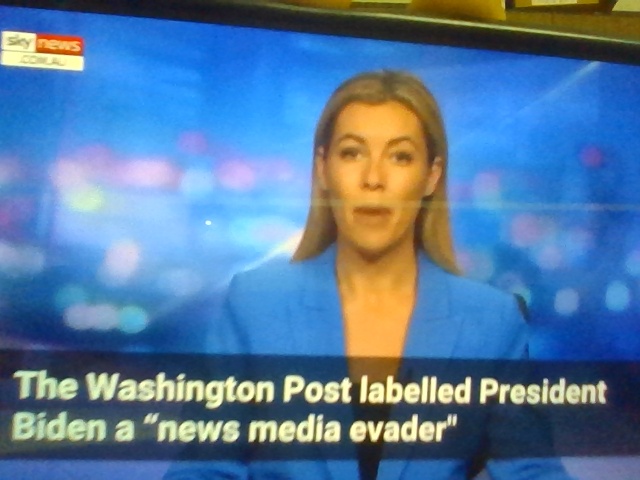 sky news
.COM.AU
The Washington Post labelled President
Biden a “news media evader"